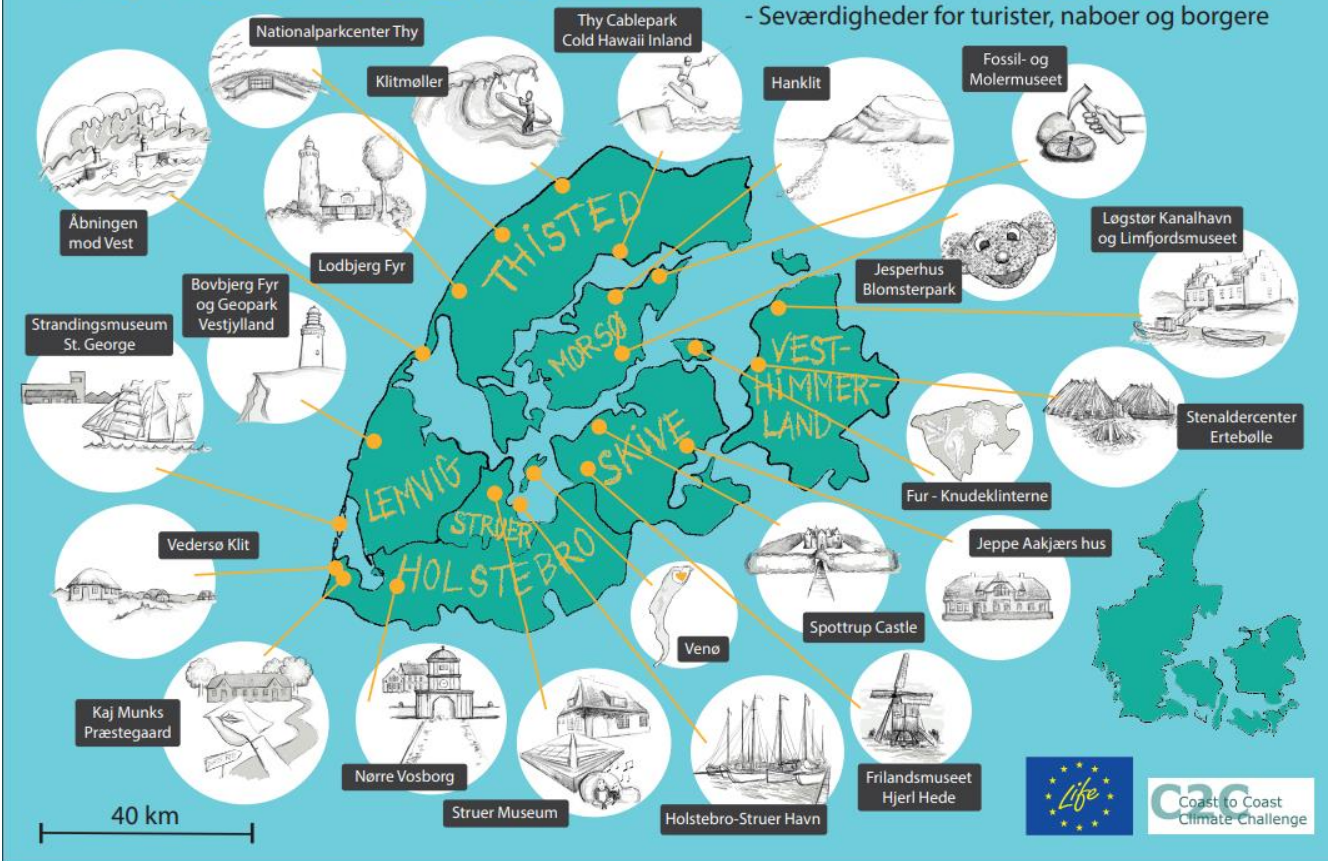 - Seværdigheder for turister, naboer og borgere
Nationalparkcenter Thy
Klitmøller
Thy Cablepark
Cold Hawaii Inland
Hanklit
Fossil- og
Molermuseet
Åbningen
mod Vest
Lodbjerg Fyr
Jesperhus
Blomsterpark
Løgstør Kanalhavn
og Limfjordsmuseet
Bovbjerg Fyr
og Geopark
Vestjylland
Strandingsmuseum
St. George
THISTED
MORSØ
VEST-
HIMMER-
LAND
SKIVE
LEMVIG
STRUER
HOLSTEBRO
Stenaldercenter
Ertebølle
Fur - Knudeklinterne
Vedersø Klit
Jeppe Aakjærs hus
Spottrup Castle
Venø
Kaj Munks
Præstegaard
Nørre Vosborg
Struer Museum
Holstebro-Struer Havn
Frilandsmuseet
Hjerl Hede
40 km
Life
C2C
Coast to Coast
Climate Challenge